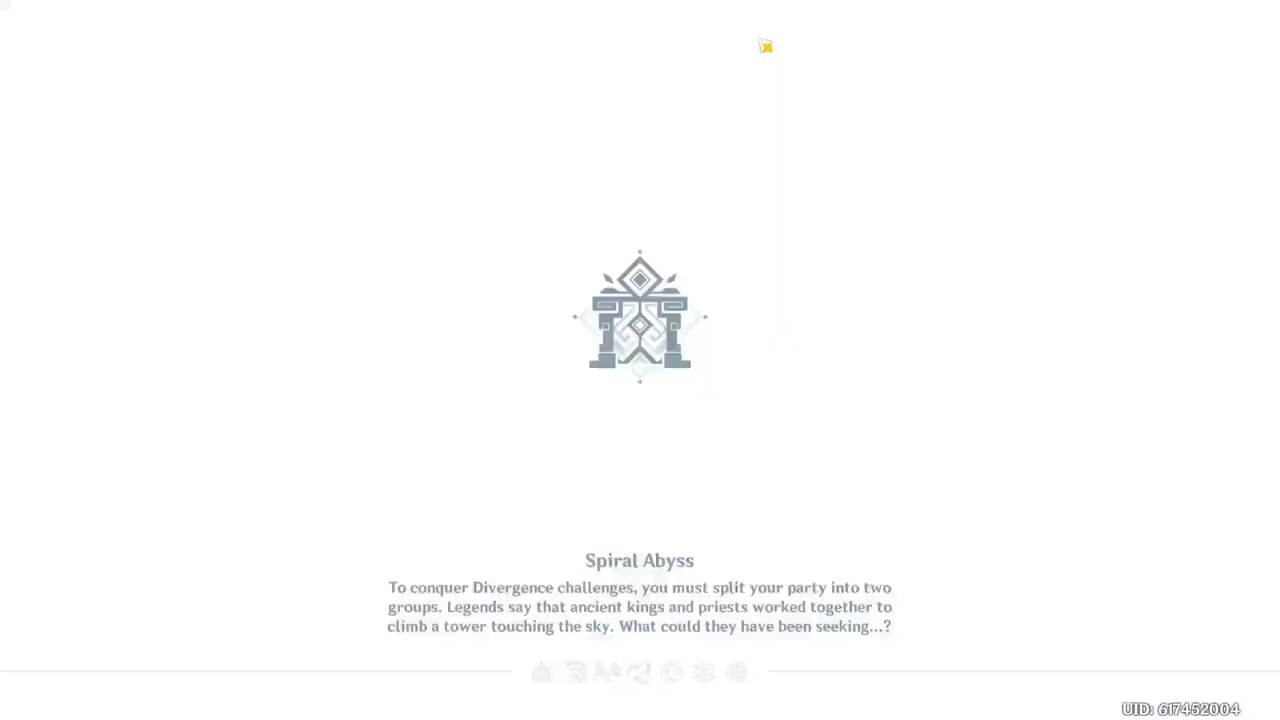 Spiral Abyss
To conquer Divergence challenges, you must split your party into two
groups. Legends say that ancient kings and priests worked together to
climb a tower touching the sky. What could they have been seeking...?
UID: 617452004